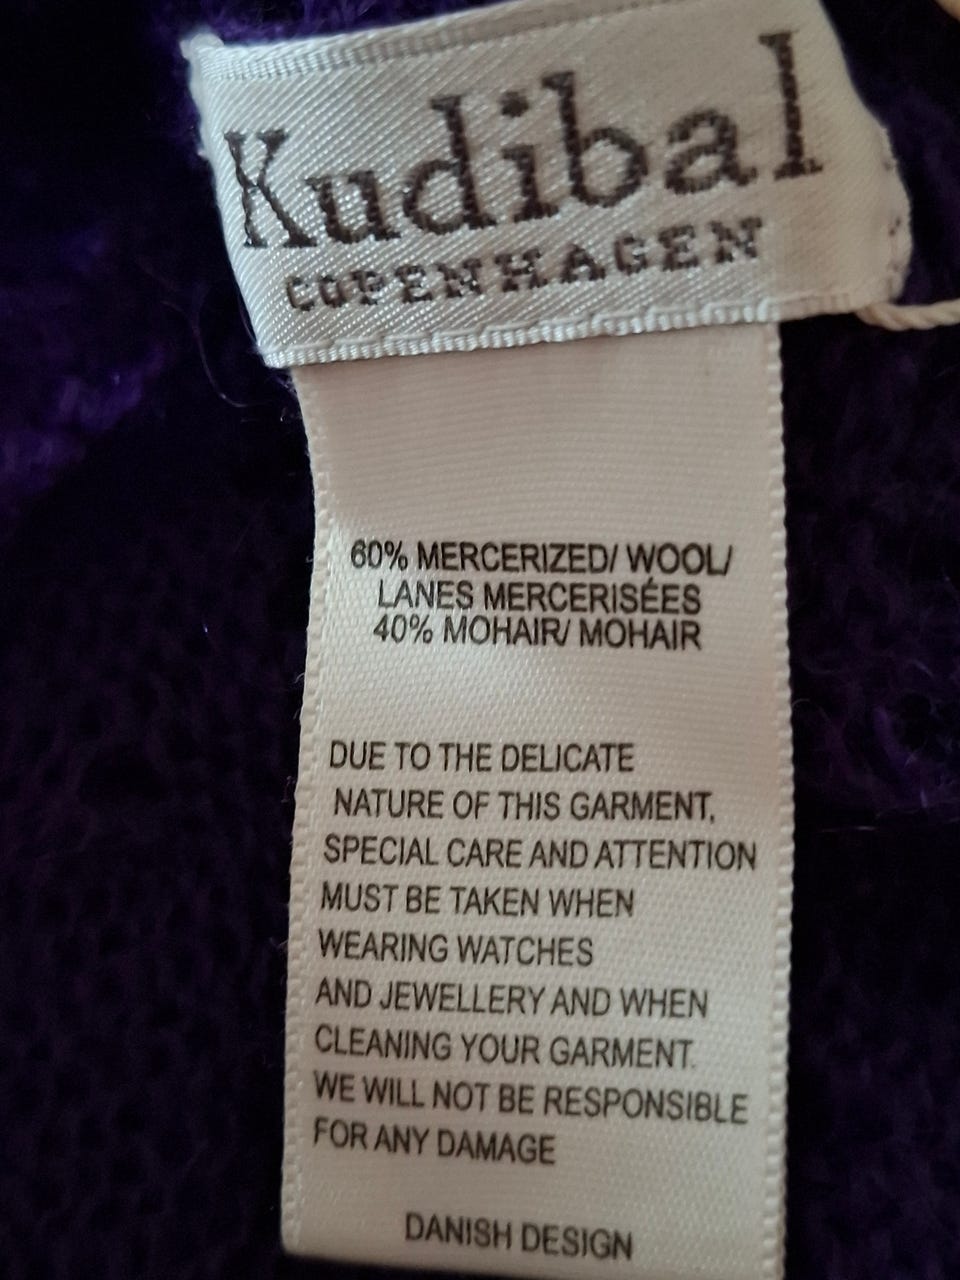 Kudibal
COPENHAGEN
60% MERCERIZED/ WOOL/
LANES MERCERISÉES
40% MOHAIR/ MOHAIR
DUE TO THE DELICATE
NATURE OF THIS GARMENT,
SPECIAL CARE AND ATTENTION
MUST BE TAKEN WHEN
WEARING WATCHES
AND JEWELLERY AND WHEN
CLEANING YOUR GARMENT.
WE WILL NOT BE RESPONSIBLE
FOR ANY DAMAGE
DANISH DESIGN